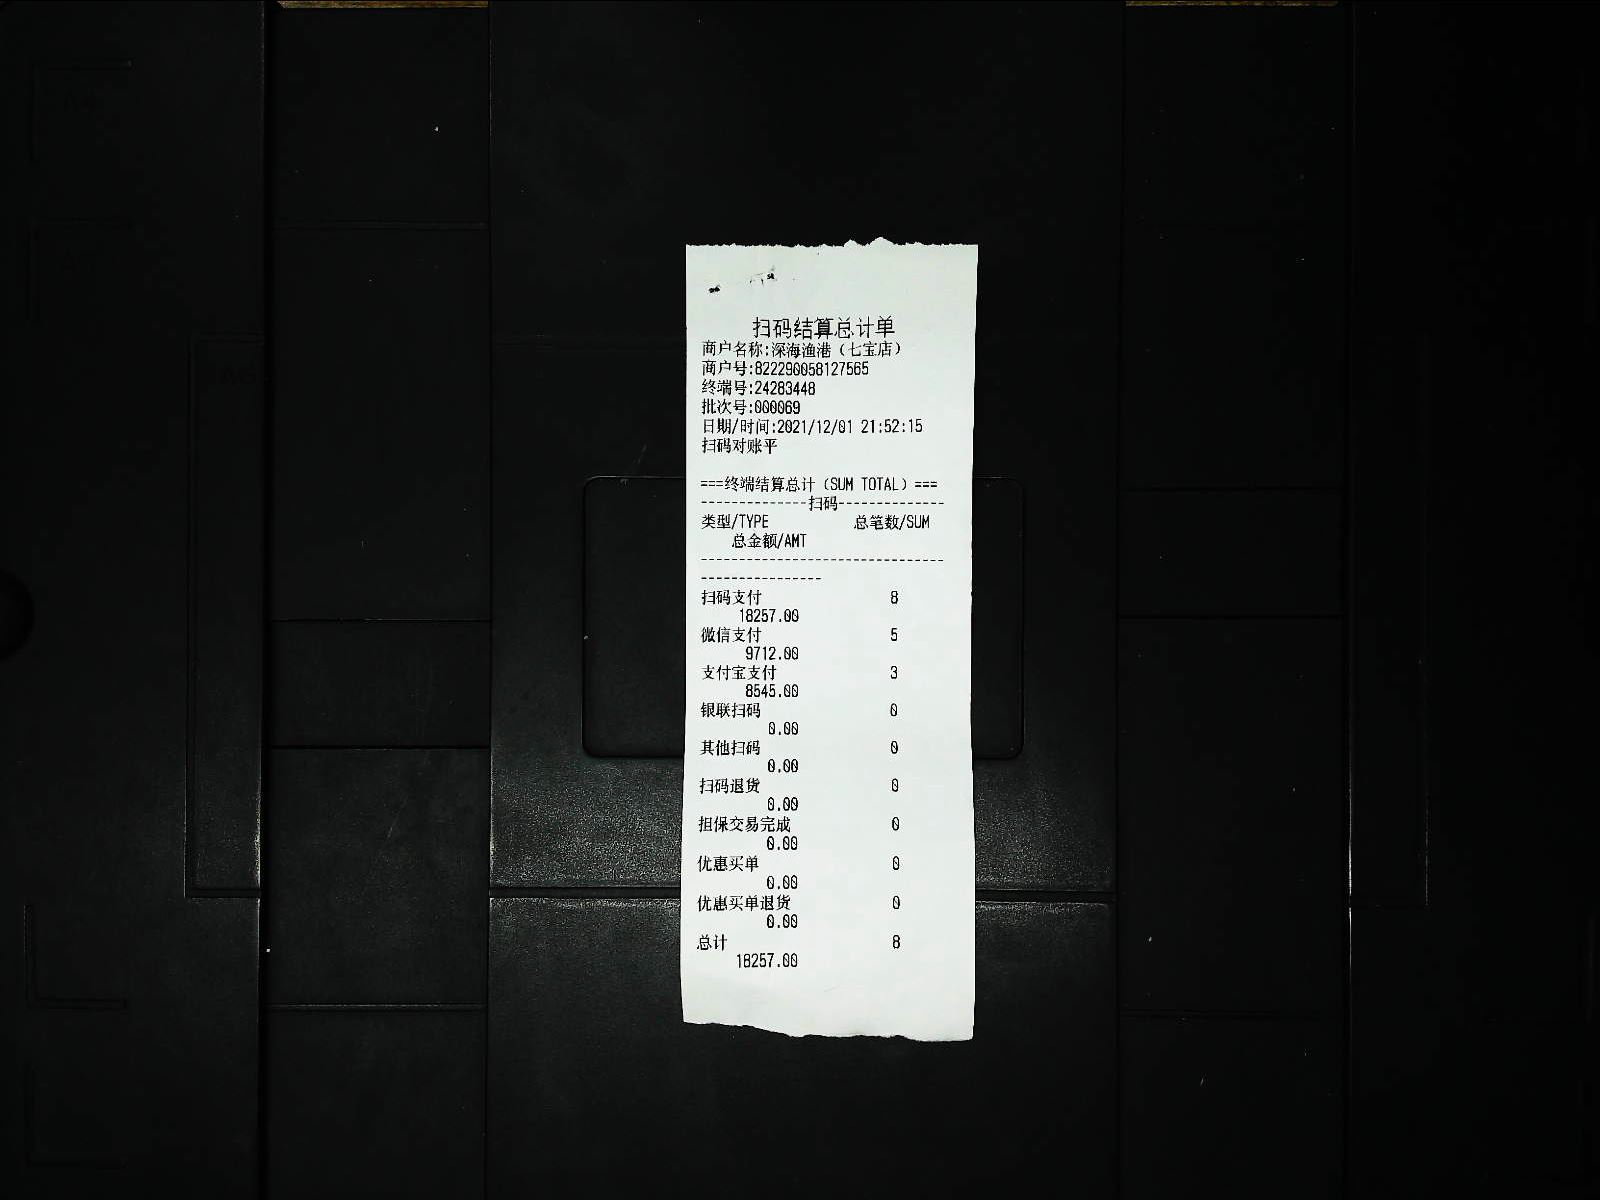 扫码结算总计单
商户名称:深海渔港（七宝店）
商户号:822290058127565
终端号:24283448
批次号:000069
日期/时间:2021/12/01 21:52:15
扫码对账平
===终端结算总计（SUM TOTAL）===
--------------扫码--------------
类型/TYPE 总笔数/SUM
总金额/AMT
--------------------------------
----------------
扫码支付 8
18257.00
微信支付 5
9712.00
支付宝支付 3
8545.00
银联扫码 0
0.00
其他扫码 0
0.00
扫码退货 0
0.00
担保交易完成 0
0.00
优惠买单 0
0.00
优惠买单退货 0
0.00
总计 8
18257.00